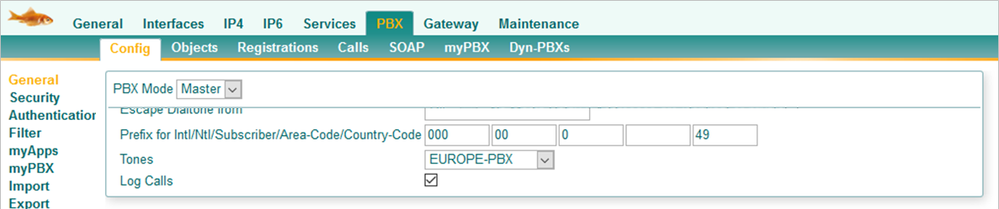 General Interfaces IP4 IP6 Services PBX Gateway Maintenance
Config Objects Registrations Calls SOAP myPBX Dyn-PBXs
General
Security
Authentication
Filter
myApps
myPBX
Import
Export
PBX Mode Master
Escape Dialtone from
Prefix for Intl/Ntl/Subscriber/Area-Code/Country-Code 000 00 0 49
Tones EUROPE-PBX
Log Calls